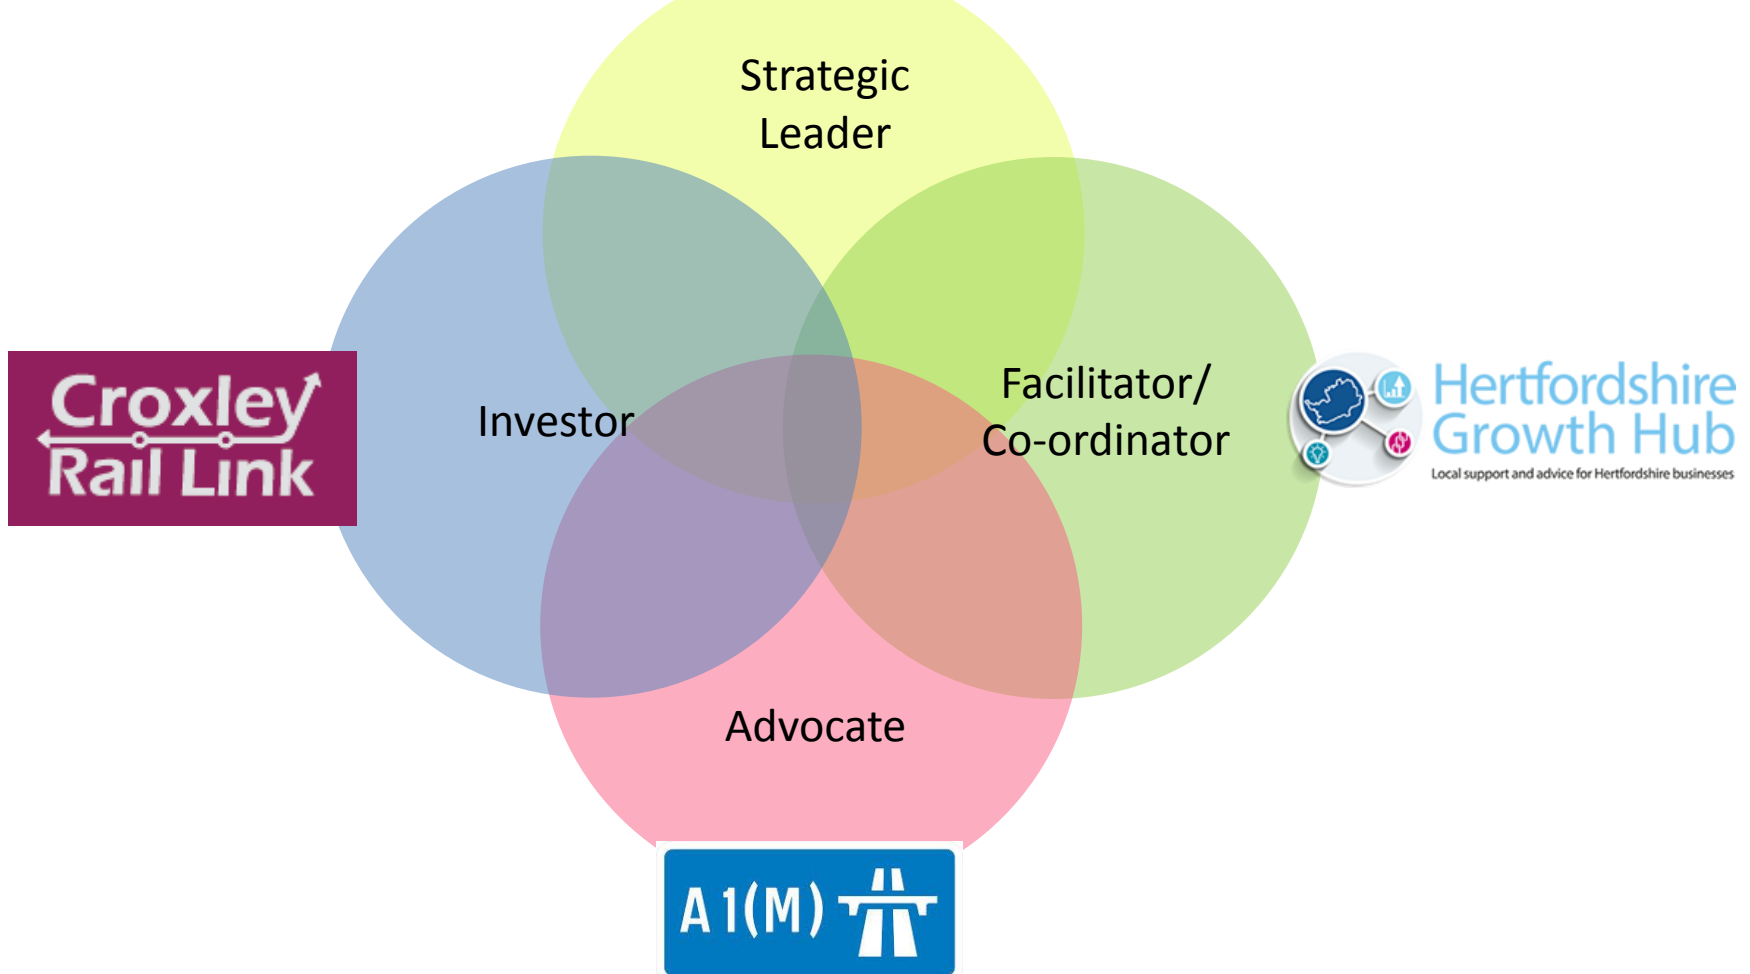 Strategic
Leader
Croxley
Rail Link
Investor
Facilitator/
Co-ordinator
Hertfordshire
Growth Hub
Local support and advice for Hertfordshire businesses
Advocate
A1(M)